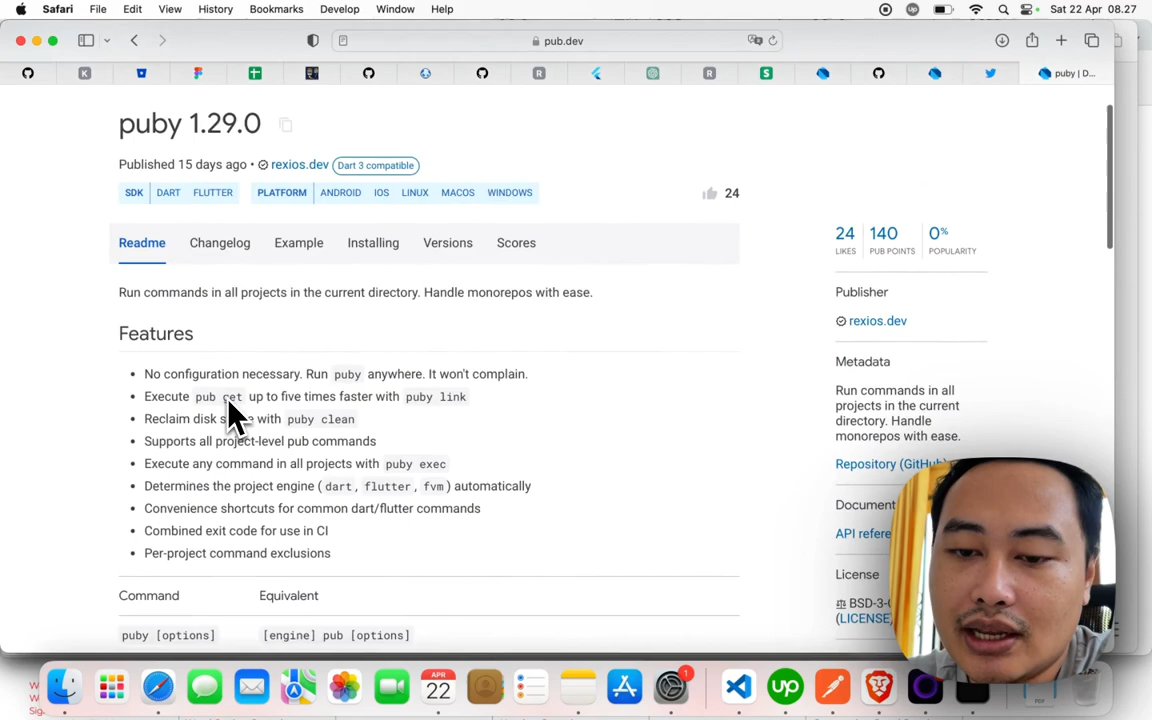 Safari File Edit View History Bookmarks Develop Window Help Sat 22 Apr 08.27
pub.dev
puby | D...
puby 1.29.0
Published 15 days ago • rexios.dev Dart 3 compatible
SDK DART FLUTTER PLATFORM ANDROID IOS LINUX MACOS WINDOWS
24
24 140 0%
LIKES PUB POINTS POPULARITY
Readme Changelog Example Installing Versions Scores
Run commands in all projects in the current directory. Handle monorepos with ease.
Features
• No configuration necessary. Run puby anywhere. It won't complain.
• Execute pub get up to five times faster with puby link
• Reclaim disk with puby clean
• Supports all project-level pub commands
• Execute any command in all projects with puby exec
• Determines the project engine (dart, flutter, fvm) automatically
• Convenience shortcuts for common dart/flutter commands
• Combined exit code for use in CI
• Per-project command exclusions
Command Equivalent
puby [options] [engine] pub [options]
Publisher
rexios.dev
Metadata
Run commands in all
projects in the current
directory. Handle
monorepos with ease.
Repository (GitHub)
Document
API refere
License
BSD-3-
(LICENSE)
APR
22
1
up
PDF
Sig